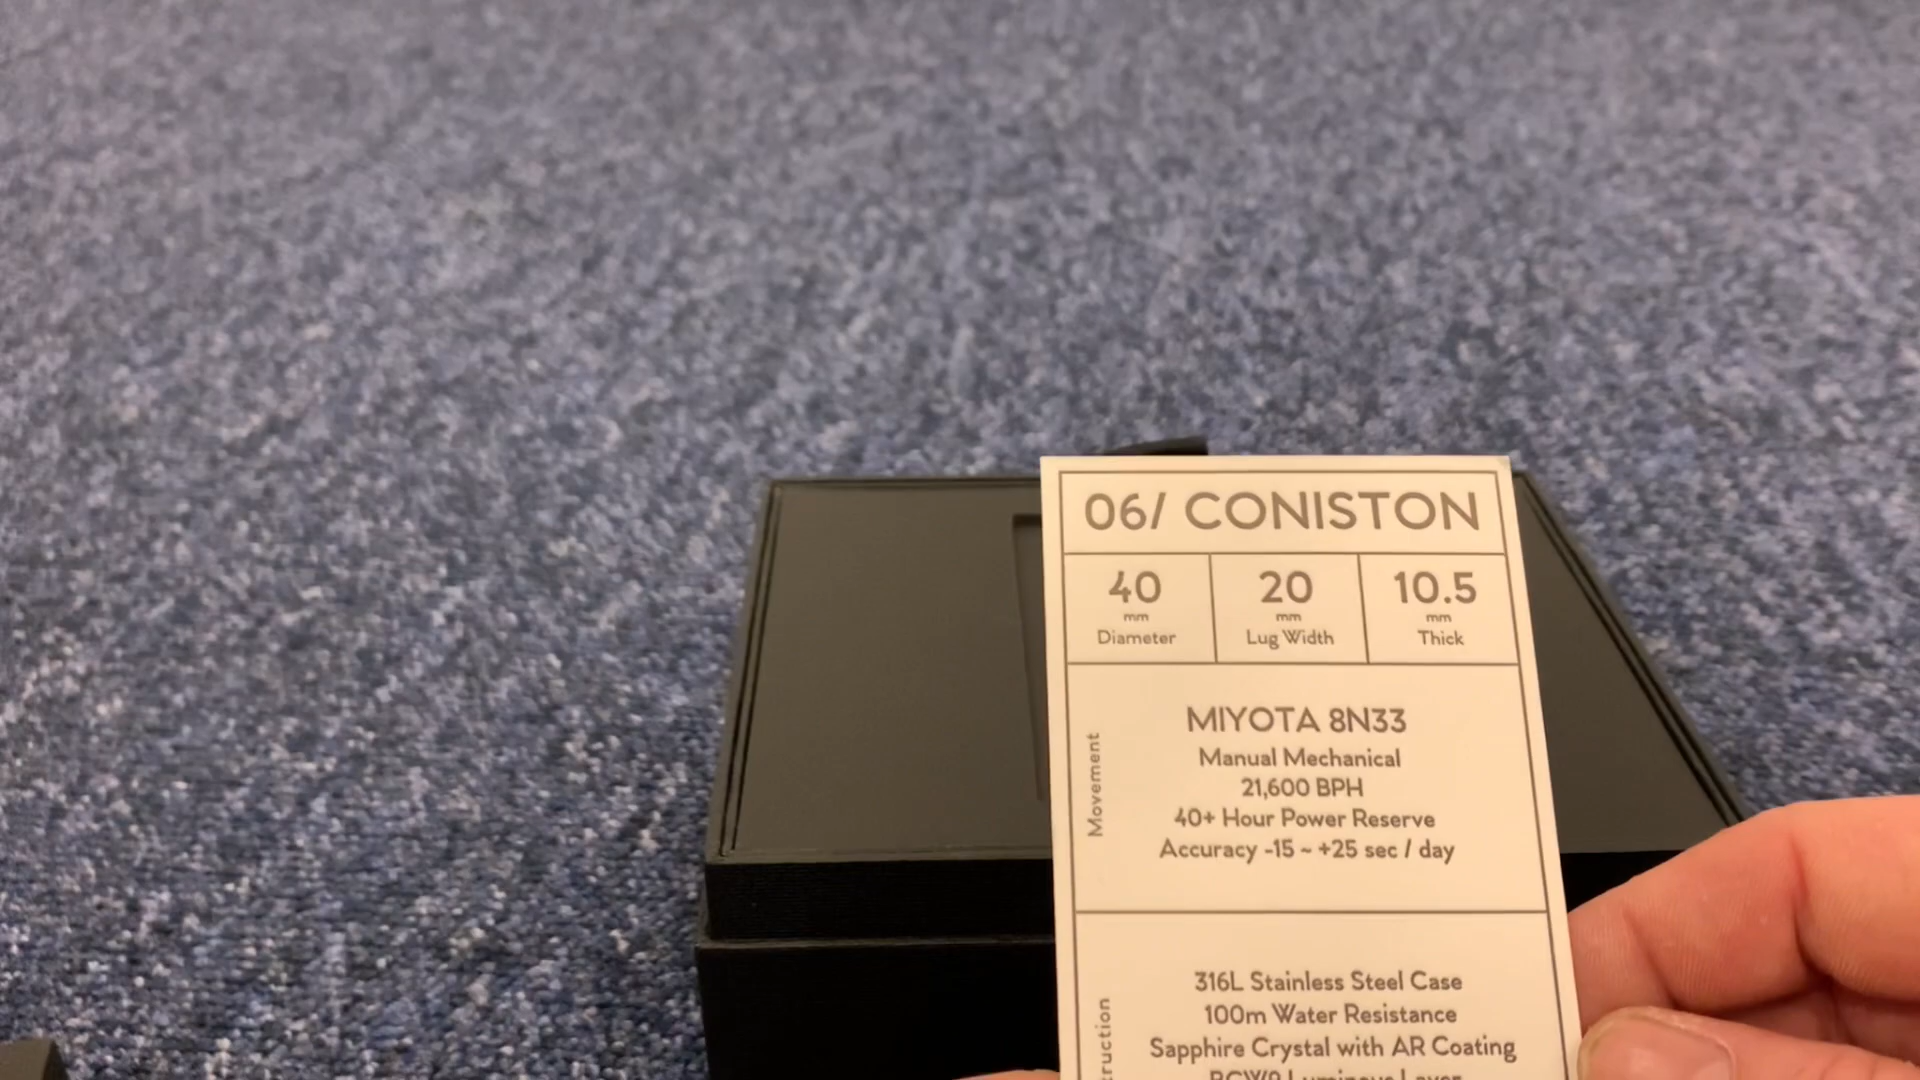 06/ CONISTON
40 20 10.5
mm mm mm
Diameter Lug Width Thick
Movement
MIYOTA 8N33
Manual Mechanical
21,600 BPH
40+ Hour Power Reserve
Accuracy -15 ~ +25 sec / day
316L Stainless Steel Case
100m Water Resistance
Sapphire Crystal with AR Coating
Luminous Layer